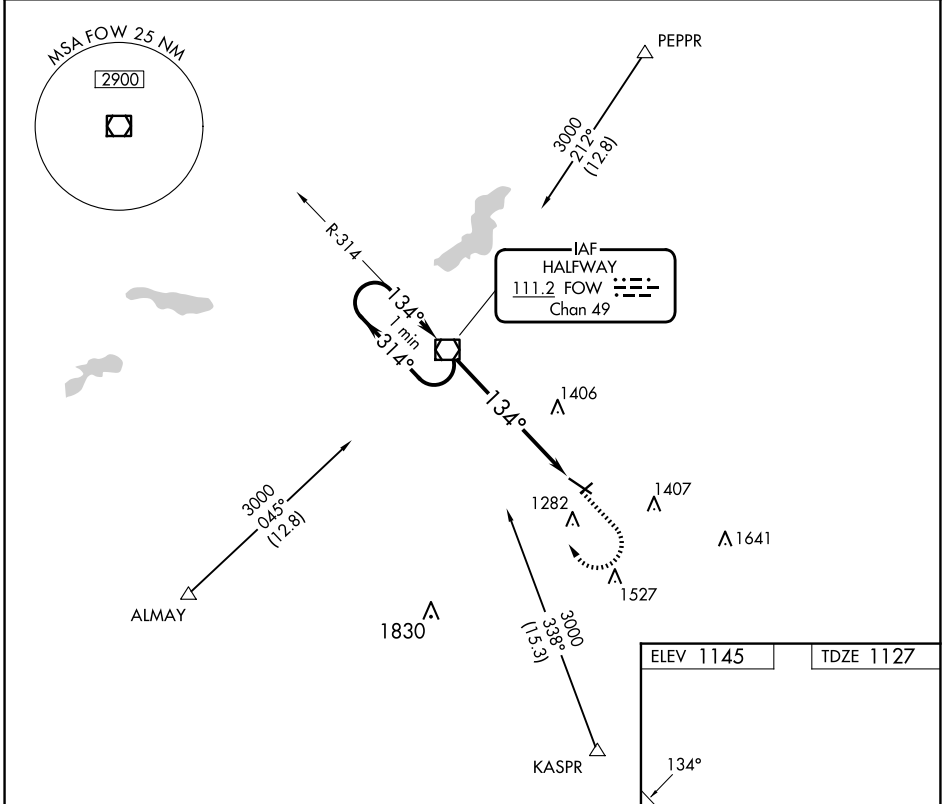 MSA FOW 25 NM
2900
PEPPR
3000
212°
(12.8)
R-314
IAF
HALFWAY
111.2 FOW
Chan 49
134°
1 min
314°
134°
1406
1407
1282
1641
1527
3000
045°
(12.8)
ALMAY
1830
3000
338°
(15.3)
KASPR
ELEV 1145
TDZE 1127
134°